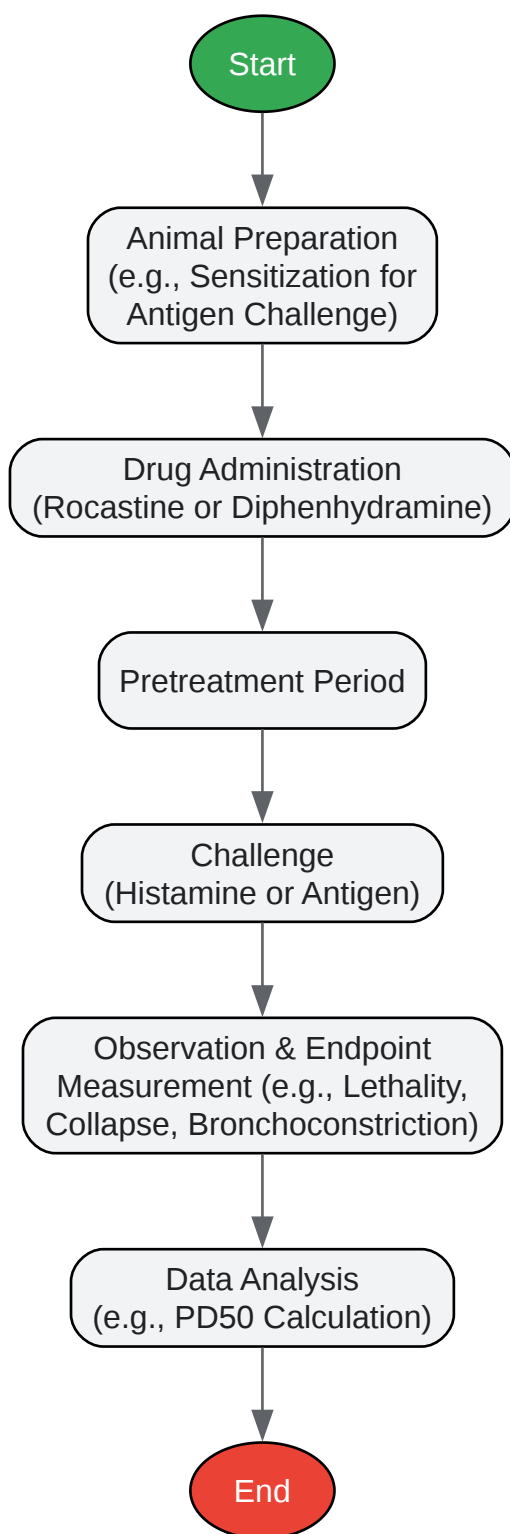 Start
Animal Preparation
(e.g., Sensitization for
Antigen Challenge)
Drug Administration
(Rocastine or Diphenhydramine)
Pretreatment Period
Challenge
(Histamine or Antigen)
Observation & Endpoint
Measurement (e.g., Lethality,
Collapse, Bronchoconstriction)
Data Analysis
(e.g., PD50 Calculation)
End